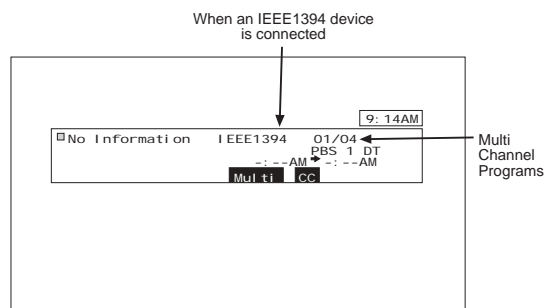 When an IEEE1394 device
is connected
9:14AM
No Information IEEE1394 01/04
PBS 1 DT
-:--AM -:--AM
Multi CC
Multi
Channel
Programs